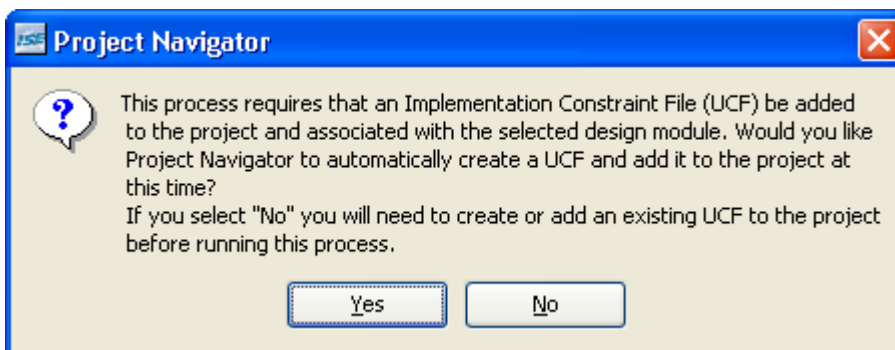 ISE Project Navigator
?
This process requires that an Implementation Constraint File (UCF) be added
to the project and associated with the selected design module. Would you like
Project Navigator to automatically create a UCF and add it to the project at
this time?
If you select "No" you will need to create or add an existing UCF to the project
before running this process.
Yes No